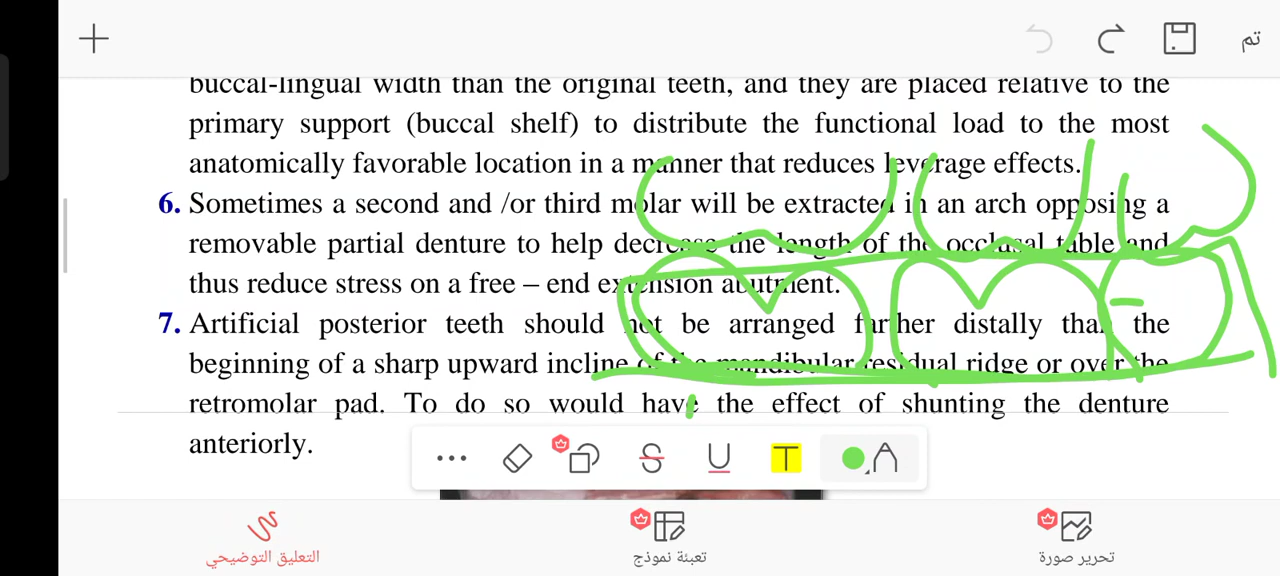 تم
buccal-lingual width than the original teeth, and they are placed relative to the
primary support (buccal shelf) to distribute the functional load to the most
anatomically favorable location in a manner that reduces leverage effects.
6. Sometimes a second and /or third molar will be extracted in an arch opposing a
removable partial denture to help decrease the length of the occlusal table and
thus reduce stress on a free – end extension abutment.
7. Artificial posterior teeth should not be arranged farther distally than the
beginning of a sharp upward incline of the mandibular residual ridge or over the
retromolar pad. To do so would have the effect of shunting the denture
anteriorly.
التعليق التوضيحي
تعبئة نموذج
تحرير صورة